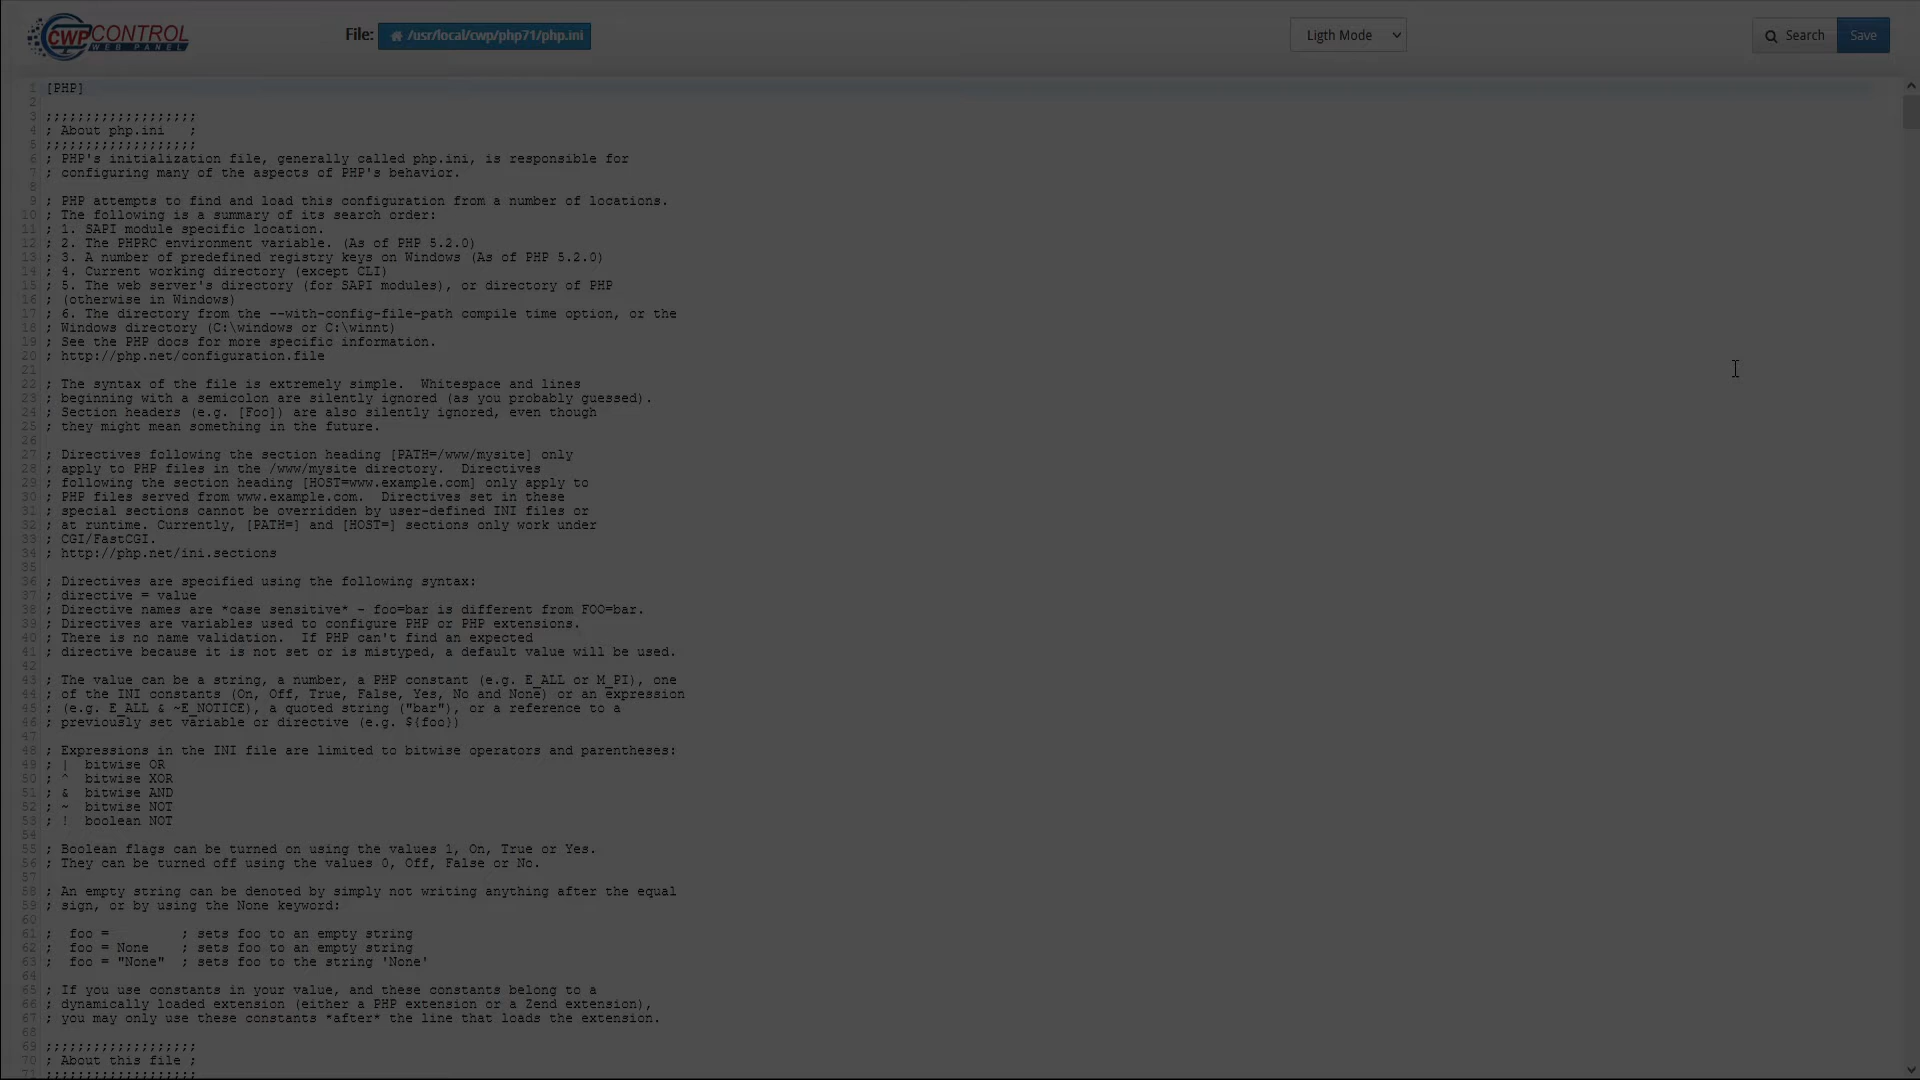 CWP CONTROL
WEB PANEL
File: /usr/local/cwp/php71/php.ini
Ligth Mode
Search
Save
1 [PHP]
2
3 ;;;;;;;;;;;;;;;;;;;
4 ; About php.ini   ;
5 ;;;;;;;;;;;;;;;;;;;
6 ; PHP's initialization file, generally called php.ini, is responsible for
7 ; configuring many of the aspects of PHP's behavior.
8
9 ; PHP attempts to find and load this configuration from a number of locations.
10 ; The following is a summary of its search order:
11 ; 1. SAPI module specific location.
12 ; 2. The PHPRC environment variable. (As of PHP 5.2.0)
13 ; 3. A number of predefined registry keys on Windows (As of PHP 5.2.0)
14 ; 4. Current working directory (except CLI)
15 ; 5. The web server's directory (for SAPI modules), or directory of PHP
16 ; (otherwise in Windows)
17 ; 6. The directory from the --with-config-file-path compile time option, or the
18 ; Windows directory (C:\windows or C:\winnt)
19 ; See the PHP docs for more specific information.
20 ; http://php.net/configuration.file
21
22 ; The syntax of the file is extremely simple.  Whitespace and lines
23 ; beginning with a semicolon are silently ignored (as you probably guessed).
24 ; Section headers (e.g. [Foo]) are also silently ignored, even though
25 ; they might mean something in the future.
26
27 ; Directives following the section heading [PATH=/www/mysite] only
28 ; apply to PHP files in the /www/mysite directory.  Directives
29 ; following the section heading [HOST=www.example.com] only apply to
30 ; PHP files served from www.example.com.  Directives set in these
31 ; special sections cannot be overridden by user-defined INI files or
32 ; at runtime. Currently, [PATH=] and [HOST=] sections only work under
33 ; CGI/FastCGI.
34 ; http://php.net/ini.sections
35
36 ; Directives are specified using the following syntax:
37 ; directive = value
38 ; Directive names are *case sensitive* - foo=bar is different from FOO=bar.
39 ; Directives are variables used to configure PHP or PHP extensions.
40 ; There is no name validation.  If PHP can't find an expected
41 ; directive because it is not set or is mistyped, a default value will be used.
42
43 ; The value can be a string, a number, a PHP constant (e.g. E_ALL or M_PI), one
44 ; of the INI constants (On, Off, True, False, Yes, No and None) or an expression
45 ; (e.g. E_ALL & ~E_NOTICE), a quoted string ("bar"), or a reference to a
46 ; previously set variable or directive (e.g. ${foo})
47
48 ; Expressions in the INI file are limited to bitwise operators and parentheses:
49 ; |  bitwise OR
50 ; ^  bitwise XOR
51 ; &  bitwise AND
52 ; ~  bitwise NOT
53 ; !  boolean NOT
54
55 ; Boolean flags can be turned on using the values 1, On, True or Yes.
56 ; They can be turned off using the values 0, Off, False or No.
57
58 ; An empty string can be denoted by simply not writing anything after the equal
59 ; sign, or by using the None keyword:
60
61 ;  foo =         ; sets foo to an empty string
62 ;  foo = None    ; sets foo to an empty string
63 ;  foo = "None"  ; sets foo to the string 'None'
64
65 ; If you use constants in your value, and these constants belong to a
66 ; dynamically loaded extension (either a PHP extension or a Zend extension),
67 ; you may only use these constants *after* the line that loads the extension.
68
69 ;;;;;;;;;;;;;;;;;;;
70 ; About this file ;
71 ;;;;;;;;;;;;;;;;;;;